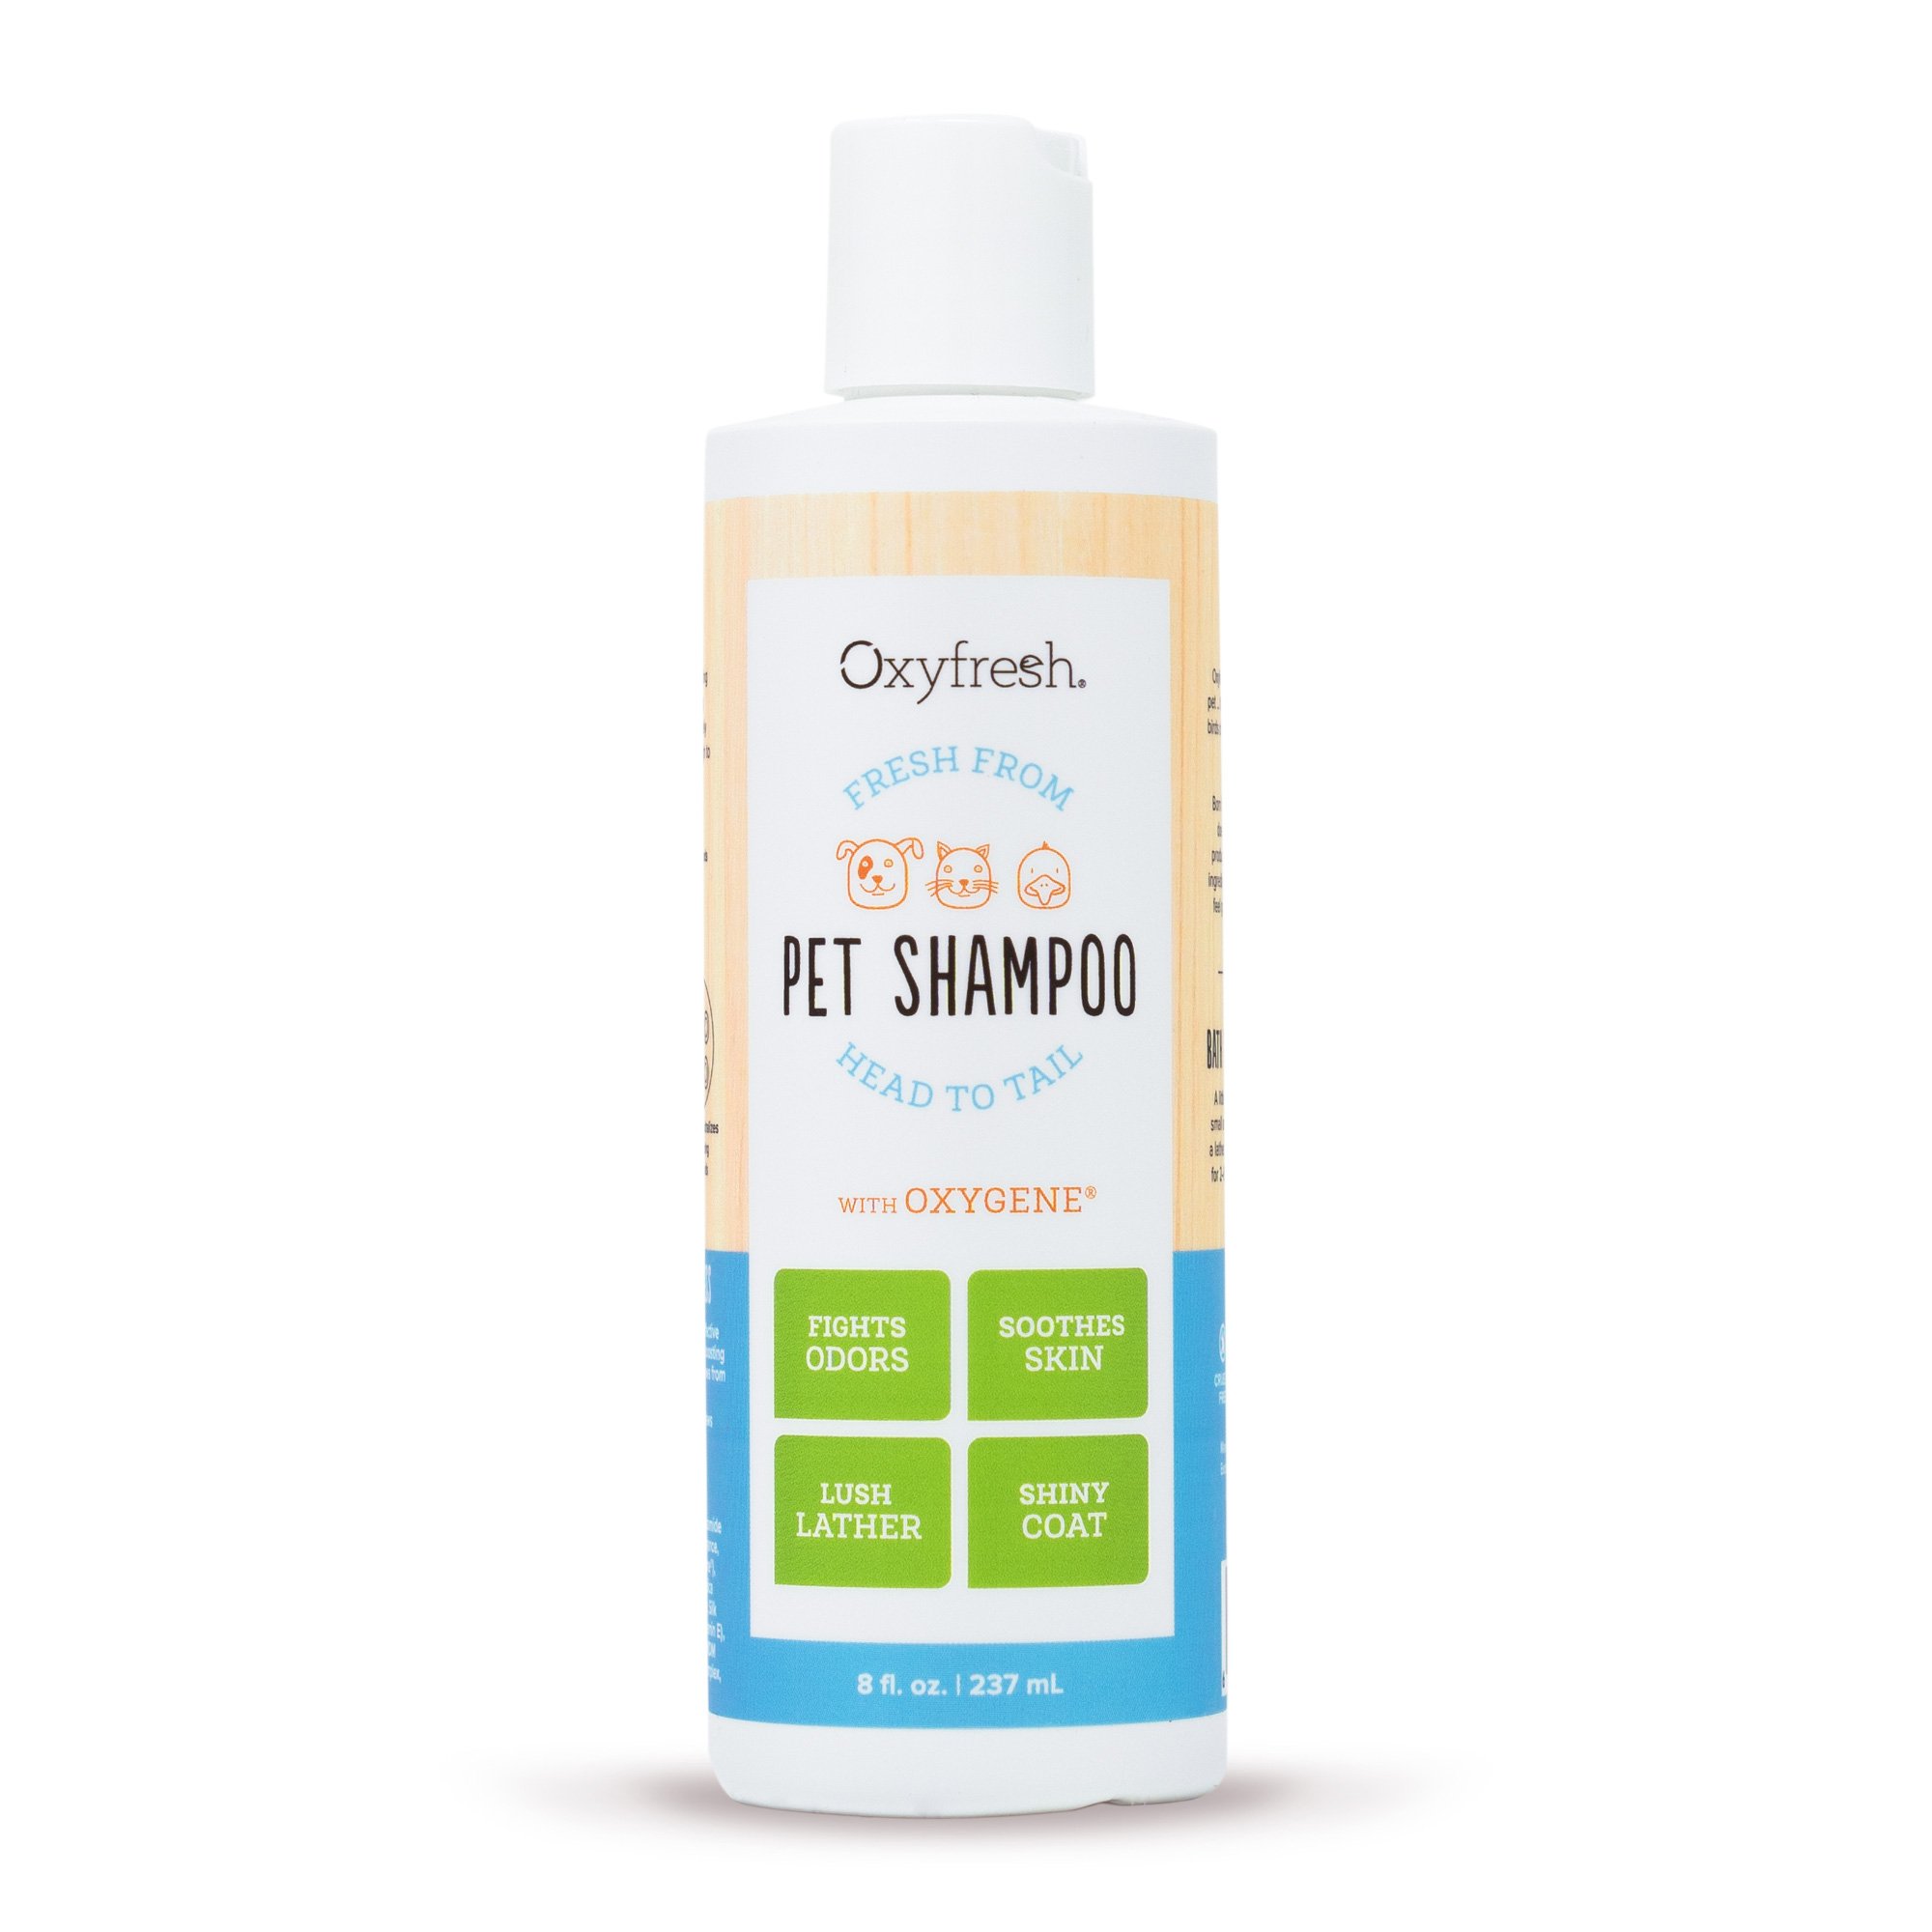 Oxyfresh®
FRESH FROM
PET SHAMPOO
HEAD TO TAIL
WITH OXYGENE®
FIGHTS
ODORS
SOOTHES
SKIN
LUSH
LATHER
SHINY
COAT
8 fl. oz. | 237 mL